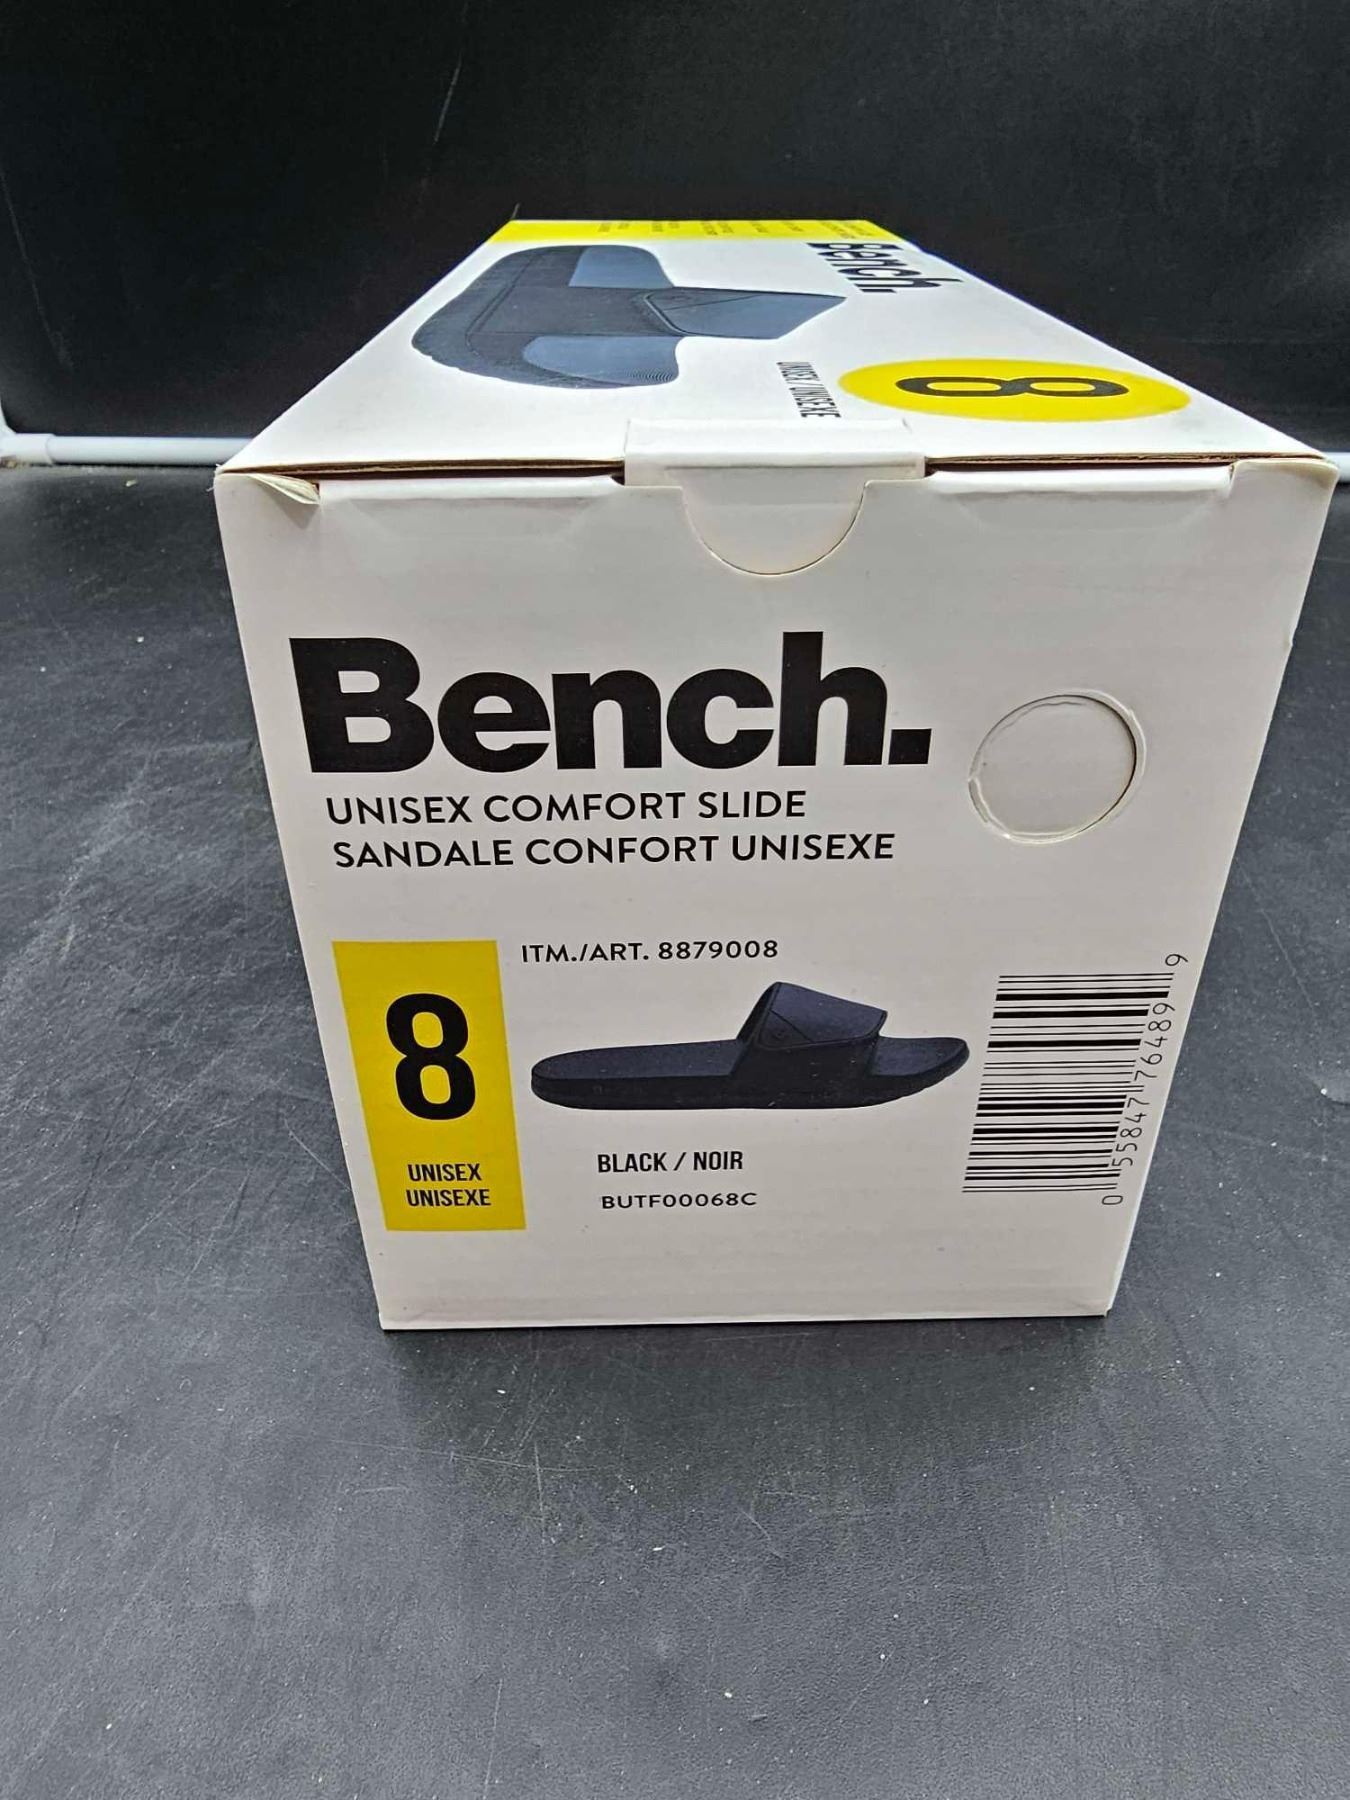 Bench.
8
UNISEX / UNISEXE
Bench.
UNISEX COMFORT SLIDE
SANDALE CONFORT UNISEXE
ITM./ART. 8879008
8
UNISEX
UNISEXE
BLACK / NOIR
BUTF00068C
0 55847 76489 9